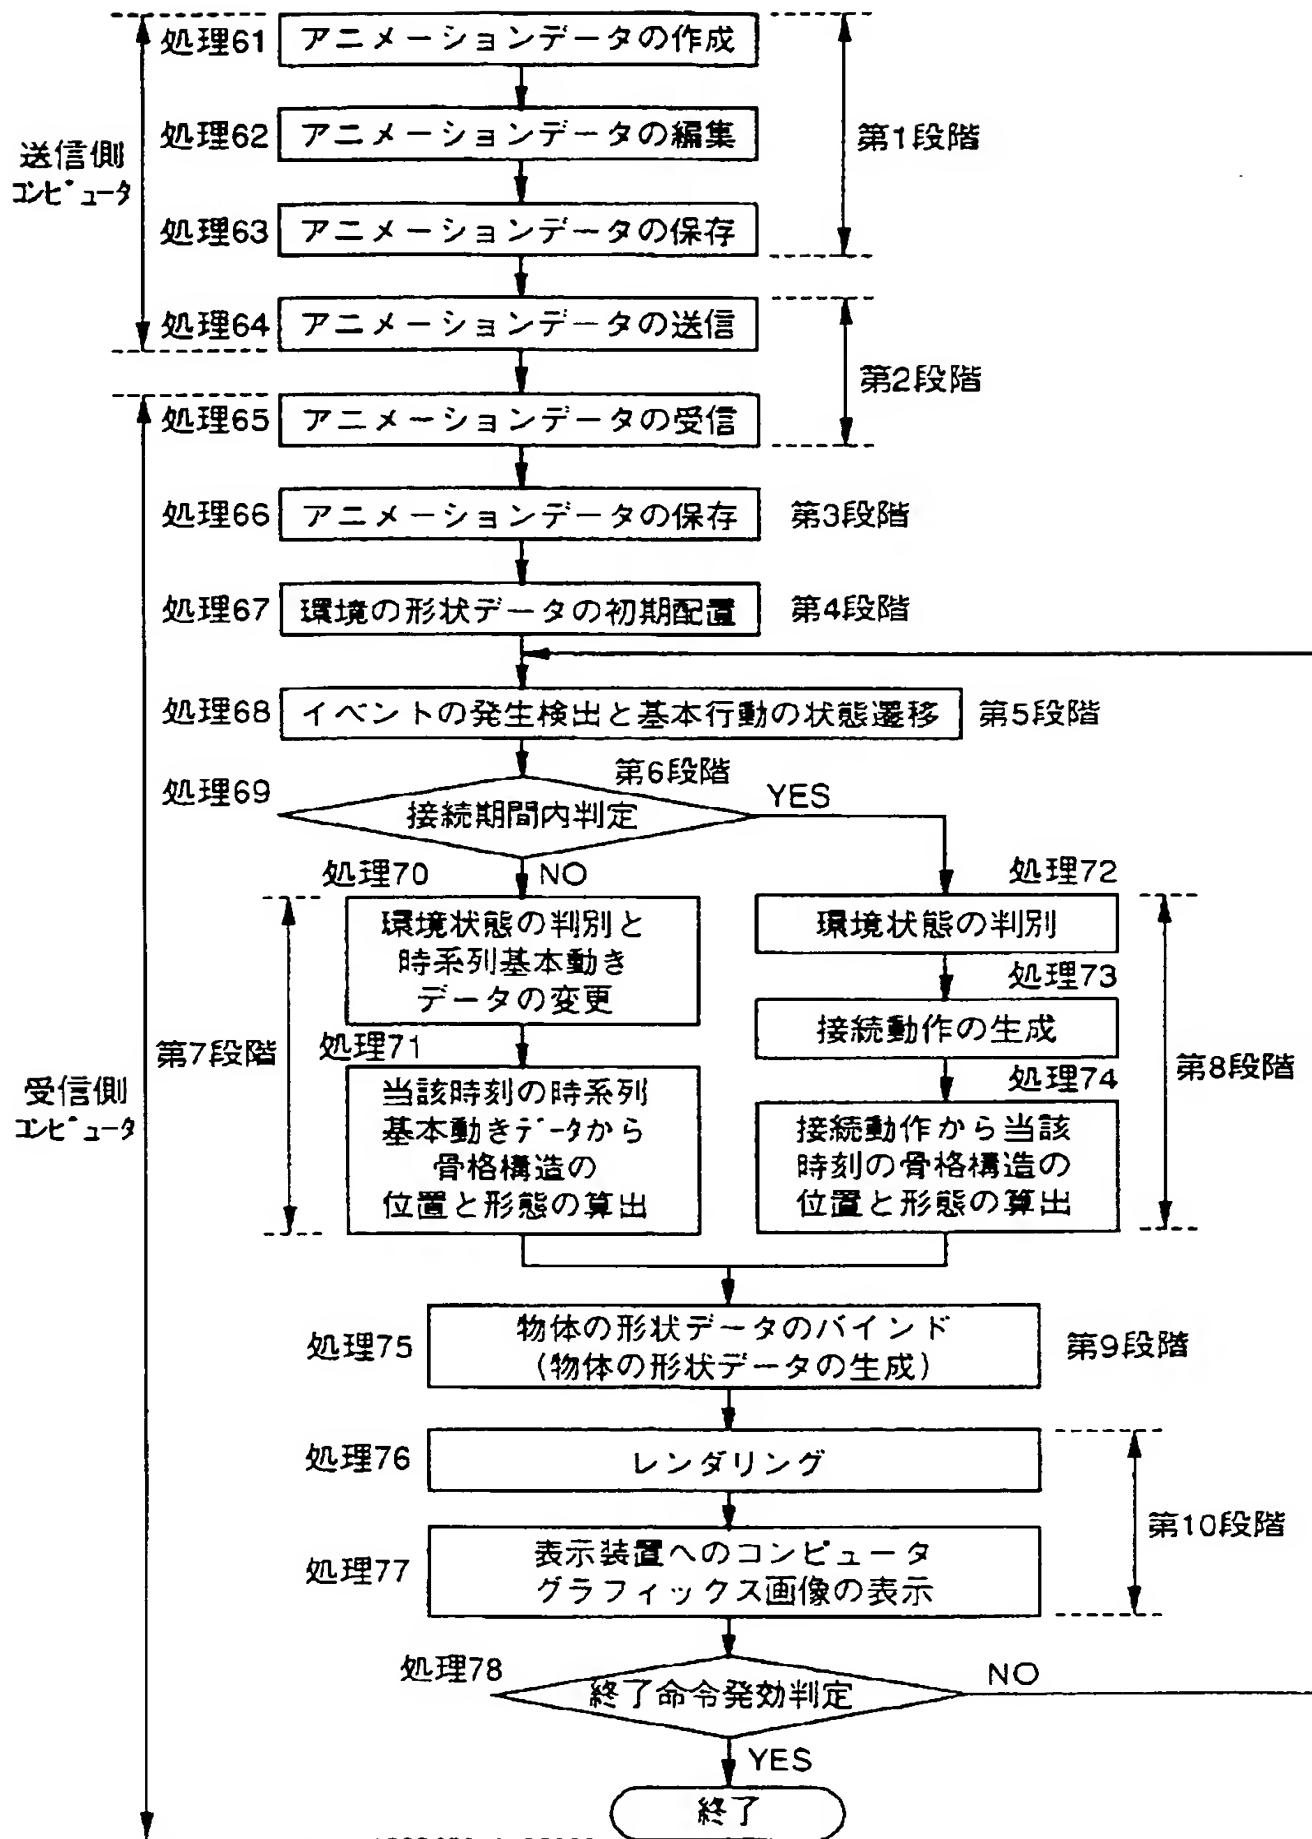 処理61
アニメーションデータの作成
処理62
アニメーションデータの編集
第1段階
送信側
コンピュータ
処理63
アニメーションデータの保存
処理64
アニメーションデータの送信
第2段階
処理65
アニメーションデータの受信
処理66
アニメーションデータの保存
第3段階
処理67
環境の形状データの初期配置
第4段階
処理68
イベントの発生検出と基本行動の状態遷移
第5段階
処理69
第6段階
接続期間内判定
YES
NO
処理70
環境状態の判別と
時系列基本動き
データの変更
処理71
第7段階
当該時刻の時系列
基本動きデータから
骨格構造の
位置と形態の算出
処理72
環境状態の判別
処理73
接続動作の生成
処理74
第8段階
接続動作から当該
時刻の骨格構造の
位置と形態の算出
受信側
コンピュータ
処理75
物体の形状データのバインド
(物体の形状データの生成)
第9段階
処理76
レンダリング
第10段階
処理77
表示装置へのコンピュータ
グラフィックス画像の表示
処理78
終了命令発効判定
NO
YES
終了